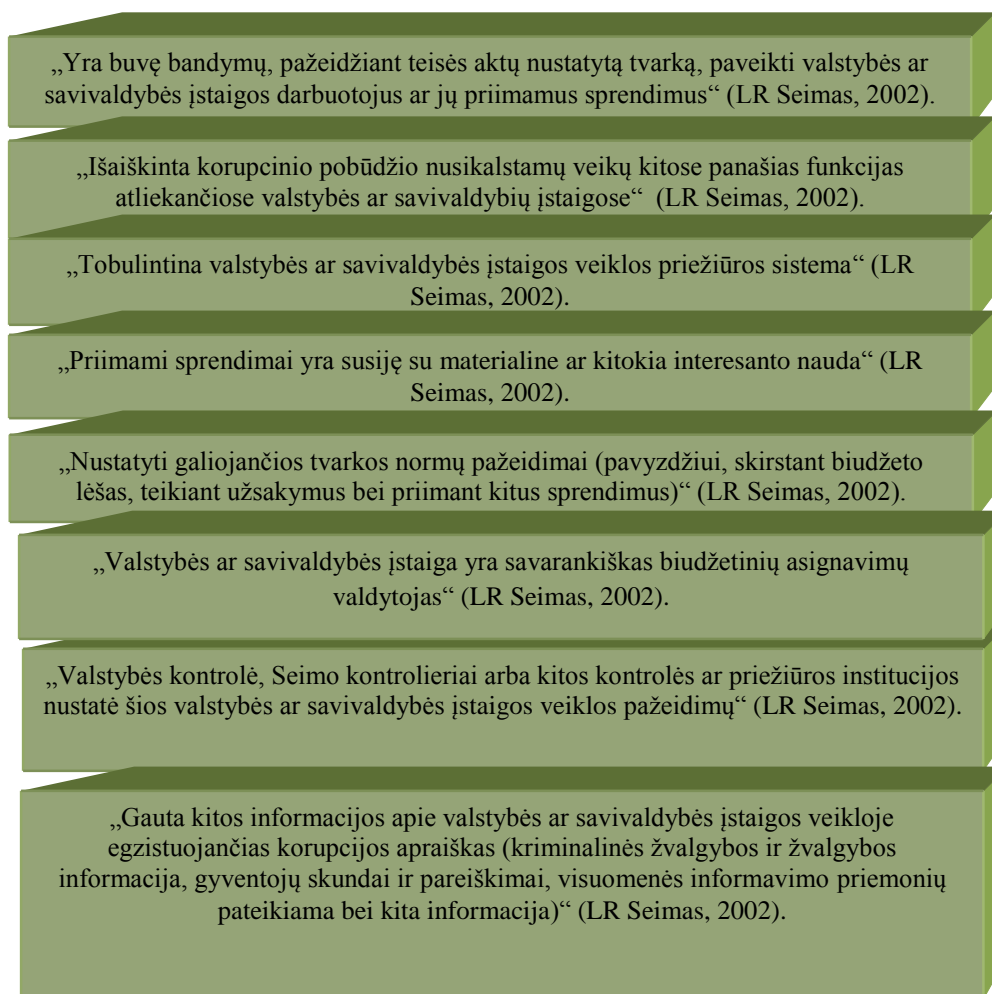 „Yra buvę bandymų, pažeidžiant teisės aktų nustatytą tvarką, paveikti valstybės ar
savivaldybės įstaigos darbuotojus ar jų priimamus sprendimus“ (LR Seimas, 2002).
„Išaiškinta korupcinio pobūdžio nusikalstamų veikų kitose panašias funkcijas
atliekančiose valstybės ar savivaldybių įstaigose“ (LR Seimas, 2002).
„Tobulintina valstybės ar savivaldybės įstaigos veiklos priežiūros sistema“ (LR
Seimas, 2002).
„Priimami sprendimai yra susiję su materialine ar kitokia interesanto nauda“ (LR
Seimas, 2002).
„Nustatyti galiojančios tvarkos normų pažeidimai (pavyzdžiui, skirstant biudžeto
lėšas, teikiant užsakymus bei priimant kitus sprendimus)“ (LR Seimas, 2002).
„Valstybės ar savivaldybės įstaiga yra savarankiškas biudžetinių asignavimų
valdytojas“ (LR Seimas, 2002).
„Valstybės kontrolė, Seimo kontrolieriai arba kitos kontrolės ar priežiūros institucijos
nustatė šios valstybės ar savivaldybės įstaigos veiklos pažeidimų“ (LR Seimas, 2002).
„Gauta kitos informacijos apie valstybės ar savivaldybės įstaigos veikloje
egzistuojančias korupcijos apraiškas (kriminalinės žvalgybos ir žvalgybos
informacija, gyventojų skundai ir pareiškimai, visuomenės informavimo priemonių
pateikiama bei kita informacija)“ (LR Seimas, 2002).